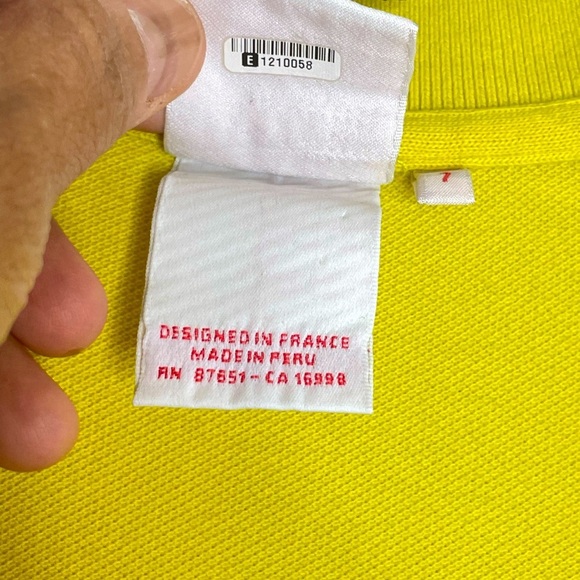 E 1210058
7
DESIGNED IN FRANCE
MADE IN PERU
RN 87651 - CA 16998